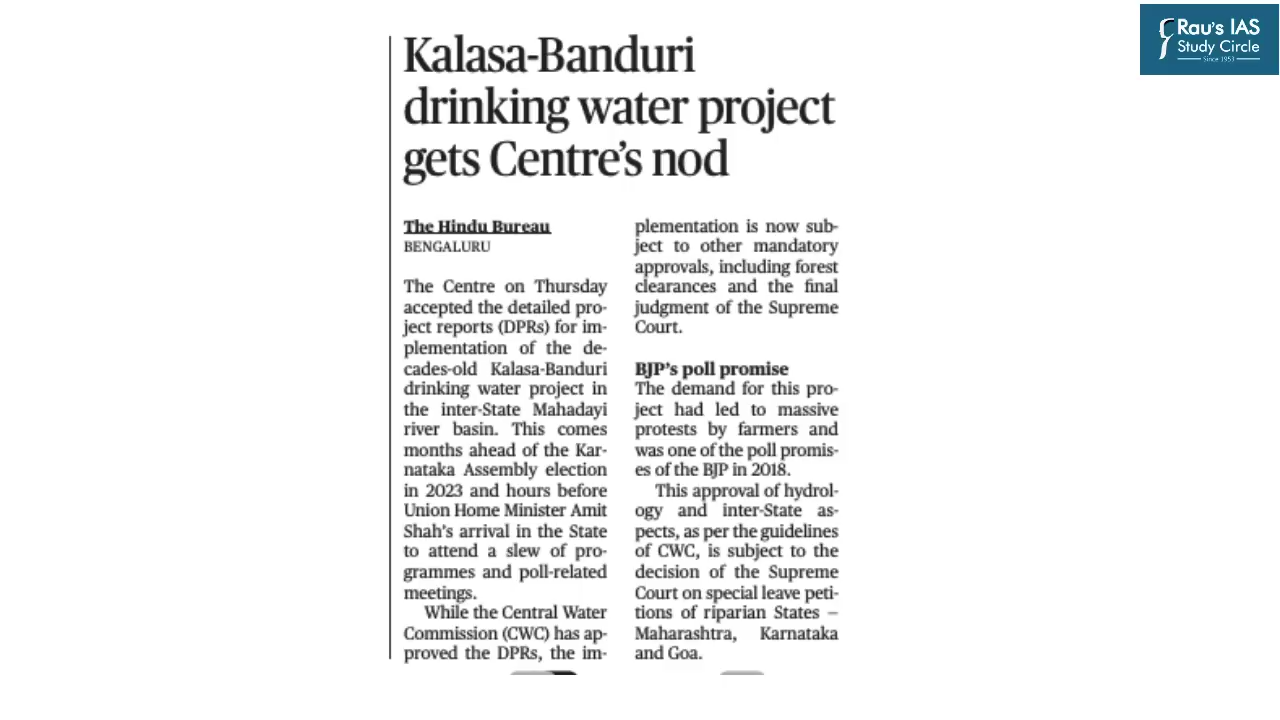 Rau's IAS
Study Circle
Since 1953
Kalasa-Banduri
drinking water project
gets Centre's nod
The Hindu Bureau
BENGALURU
The Centre on Thursday
accepted the detailed pro-
ject reports (DPRs) for im-
plementation of the de-
cades-old Kalasa-Banduri
drinking water project in
the inter-State Mahadayi
river basin. This comes
months ahead of the Kar-
nataka Assembly election
in 2023 and hours before
Union Home Minister Amit
Shah's arrival in the State
to attend a slew of pro-
grammes and poll-related
meetings.
While the Central Water
Commission (CWC) has ap-
proved the DPRs, the im-
plementation is now sub-
ject to other mandatory
approvals, including forest
clearances and the final
judgment of the Supreme
Court.
BJP's poll promise
The demand for this pro-
ject had led to massive
protests by farmers and
was one of the poll promis-
es of the BJP in 2018.
This approval of hydrol-
ogy and inter-State as-
pects, as per the guidelines
of CWC, is subject to the
decision of the Supreme
Court on special leave peti-
tions of riparian States –
Maharashtra, Karnataka
and Goa.